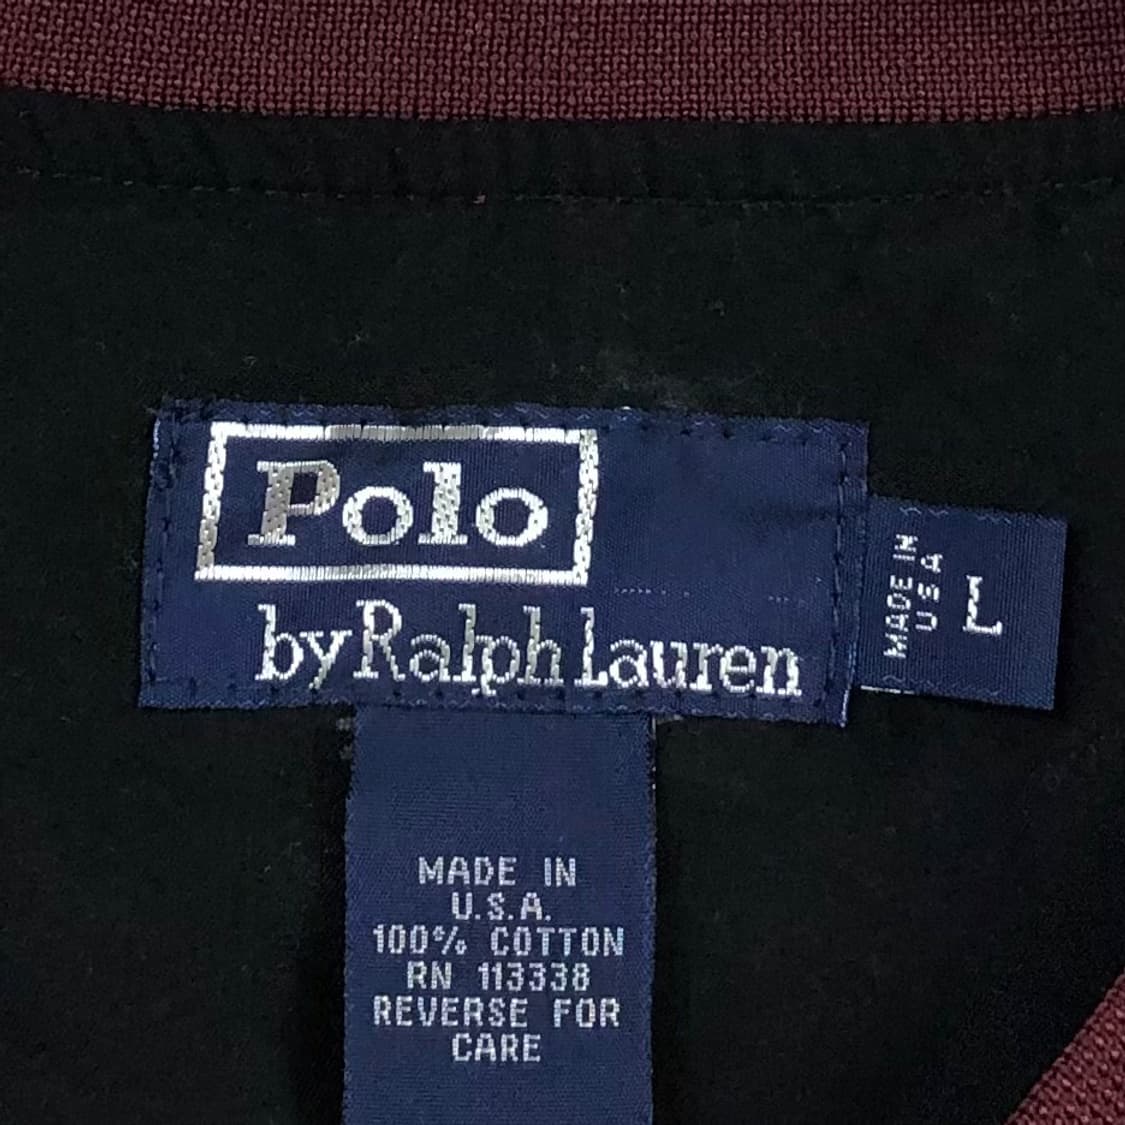 Polo
by Ralph Lauren
MADE IN
USA
L
MADE IN
U.S.A.
100% COTTON
RN 113338
REVERSE FOR
CARE